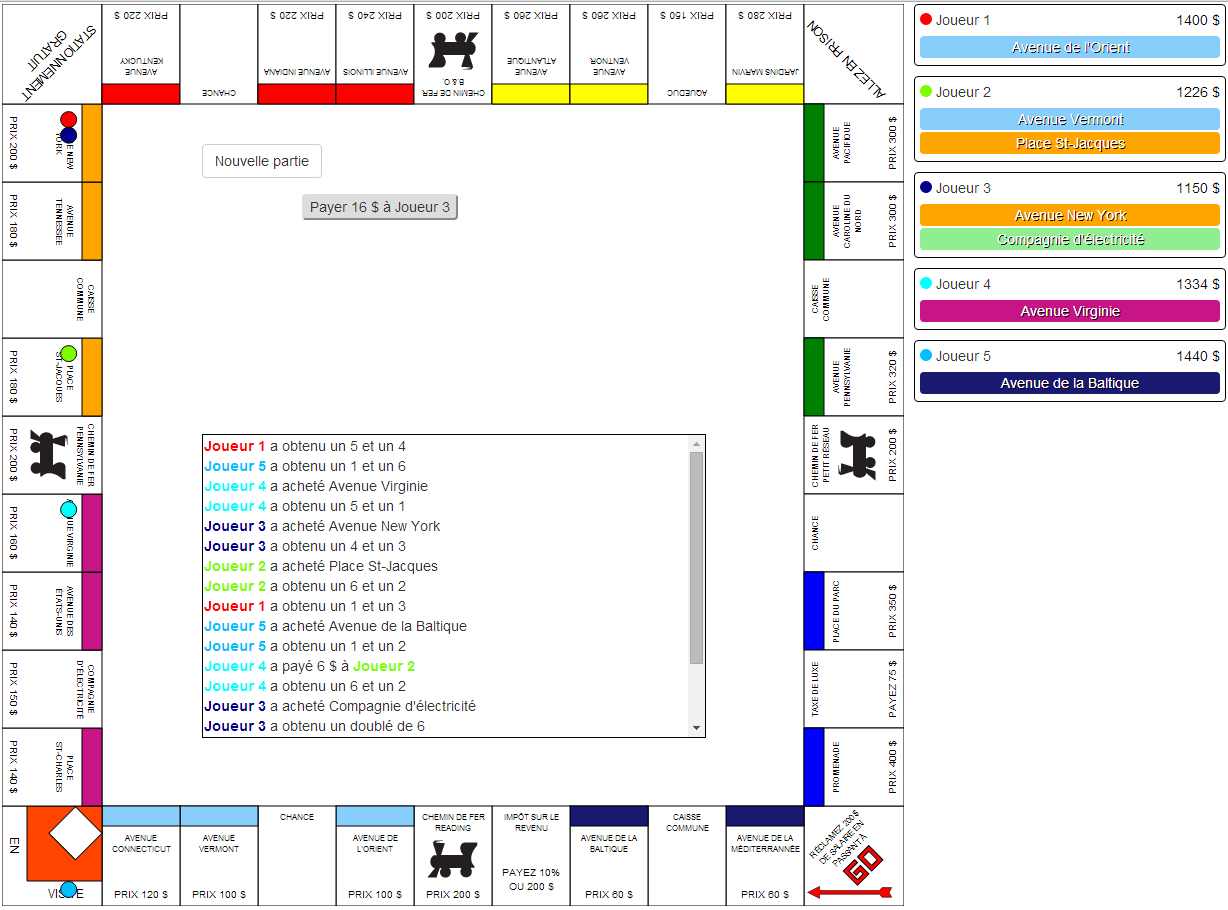 STATIONNEMENT
GRATUIT
PRIX 220 $
AVENUE
KENTUCKY
CHANCE
PRIX 220 $
AVENUE INDIANA
PRIX 240 $
AVENUE ILLINOIS
PRIX 200 $
CHEMIN DE FER
B.& O.
PRIX 260 $
AVENUE
ATLANTIQUE
PRIX 260 $
AVENUE
VENTNOR
PRIX 150 $
AQUEDUC
PRIX 280 $
JARDINS MARVIN
ALLEZ EN PRISON
PRIX 200 $
NEW
YORK
PRIX 180 $
AVENUE
TENNESSEE
CAISSE
COMMUNE
PRIX 180 $
PLACE
ST-JACQUES
PRIX 200 $
CHEMIN DE FER
PENNSYLVANIE
PRIX 160 $
VIRGINIE
PRIX 140 $
AVENUE DES
ÉTATS-UNIS
PRIX 150 $
COMPAGNIE
D'ÉLECTRICITÉ
PRIX 140 $
PLACE
ST-CHARLES
Nouvelle partie
Payer 16 $ à Joueur 3
Joueur 1 a obtenu un 5 et un 4
Joueur 5 a obtenu un 1 et un 6
Joueur 4 a acheté Avenue Virginie
Joueur 4 a obtenu un 5 et un 1
Joueur 3 a acheté Avenue New York
Joueur 3 a obtenu un 4 et un 3
Joueur 2 a acheté Place St-Jacques
Joueur 2 a obtenu un 6 et un 2
Joueur 1 a obtenu un 1 et un 3
Joueur 5 a acheté Avenue de la Baltique
Joueur 5 a obtenu un 1 et un 2
Joueur 4 a payé 6 $ à Joueur 2
Joueur 4 a obtenu un 6 et un 2
Joueur 3 a acheté Compagnie d'électricité
Joueur 3 a obtenu un doublé de 6
AVENUE
PACIFIQUE
PRIX 300 $
AVENUE
CAROLINE DU
NORD
PRIX 300 $
CAISSE
COMMUNE
AVENUE
PENNSYLVANIE
PRIX 320 $
CHEMIN DE FER
PETIT RÉSEAU
PRIX 200 $
CHANCE
PLACE DU PARC
PRIX 350 $
TAXE DE LUXE
PAYEZ 75 $
PROMENADE
PRIX 400 $
EN
AVENUE
CONNECTICUT
PRIX 120 $
AVENUE
VERMONT
PRIX 100 $
CHANCE
AVENUE DE
L'ORIENT
PRIX 100 $
CHEMIN DE FER
READING
PRIX 200 $
IMPÔT SUR LE
REVENU
PAYEZ 10%
OU 200 $
AVENUE DE LA
BALTIQUE
PRIX 60 $
CAISSE
COMMUNE
AVENUE DE LA
MÉDITERRANNÉE
PRIX 60 $
RÉCLAMEZ 200 $
DE SALAIRE EN
PASSANT À
GO
Joueur 1 1400 $
Avenue de l'Orient
Joueur 2 1226 $
Avenue Vermont
Place St-Jacques
Joueur 3 1150 $
Avenue New York
Compagnie d'électricité
Joueur 4 1334 $
Avenue Virginie
Joueur 5 1440 $
Avenue de la Baltique